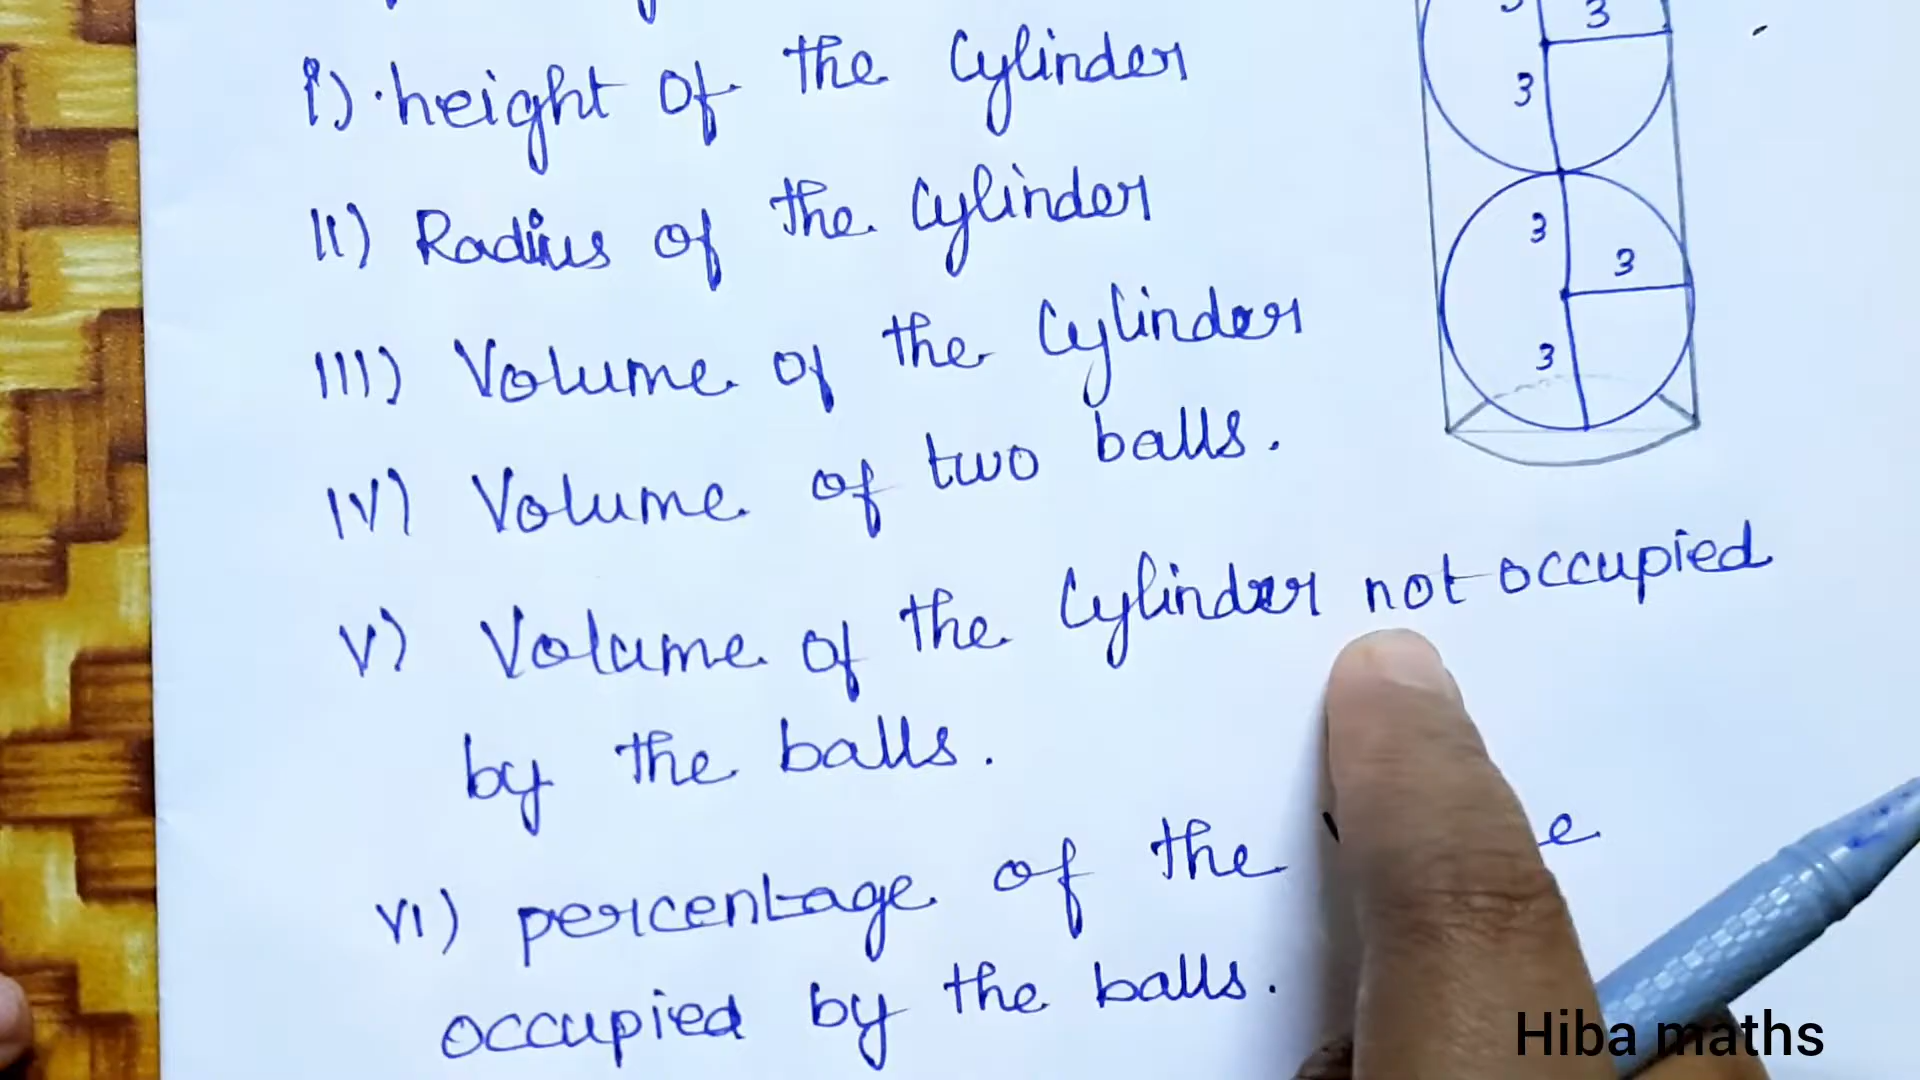 i) height of the Cylinder
II) Radius of the Cylinder
III) Volume of the Cylinder
IV) Volume of two balls.
V) Volume of the Cylinder not occupied
by the balls.
VI) percentage of the
occupied by the balls.
3
3
3
3
3
Hiba maths